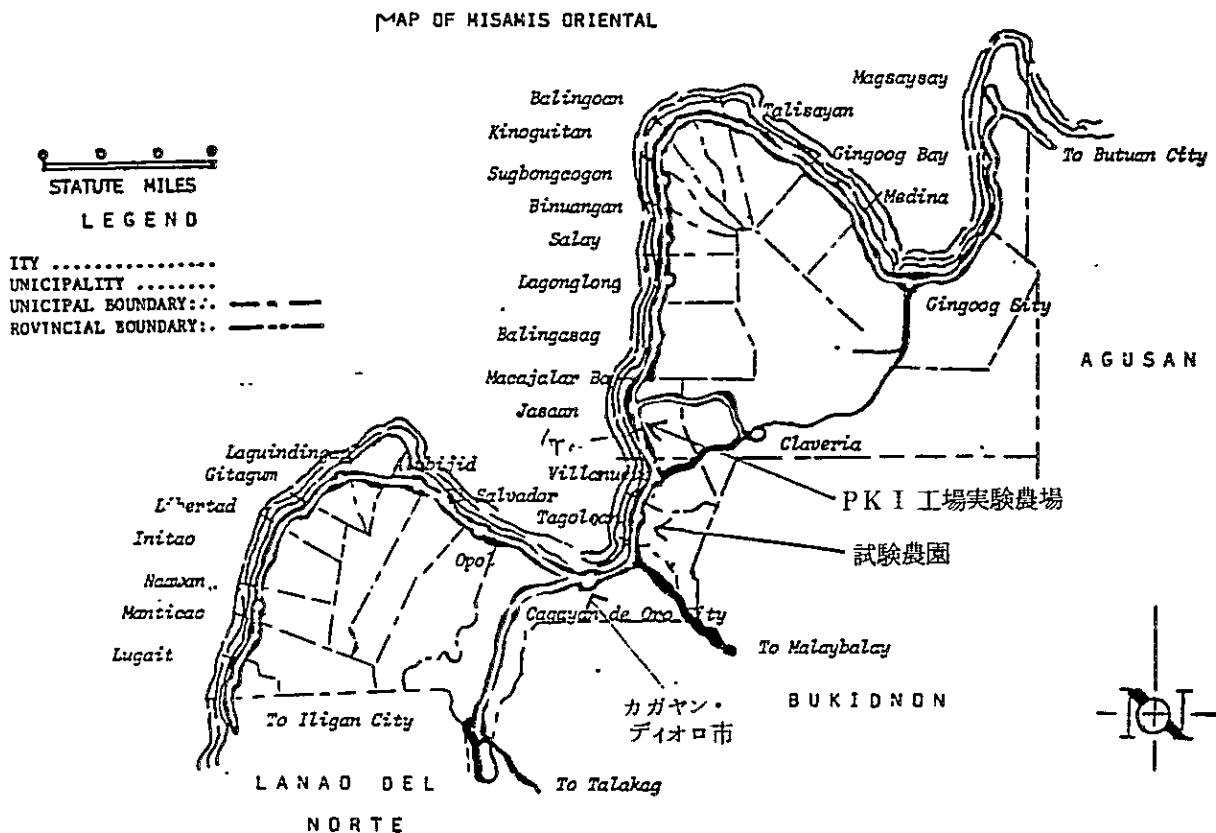 MAP OF MISAMIS ORIENTAL
STATUTE MILES
LEGEND
ITY ................
UNICIPALITY ........
UNICIPAL BOUNDARY:.
ROVINCIAL BOUNDARY:.
Magsaysay
Balingoan
Talisayan
Kinoguitan
To Butuan City
Gingoog Bay
Sugbongcogon
Medina
Binuangan
Salay
Lagonglong
Gingoog City
Balingasag
AGUSAN
Macajalar Ba
Jasaan
Claveria
Laguindingan
Alubijid
Gitagum
Villanue
PKI工場実験農場
Libertad
Salvador
Tagoloan
Initao
試験農園
Opol
Naawan
Manticao
Cagayan de Oro City
Lugait
To Malaybalay
BUKIDNON
カガヤン・
ディオロ市
To Iligan City
LANAO DEL
NORTE
To Talakag